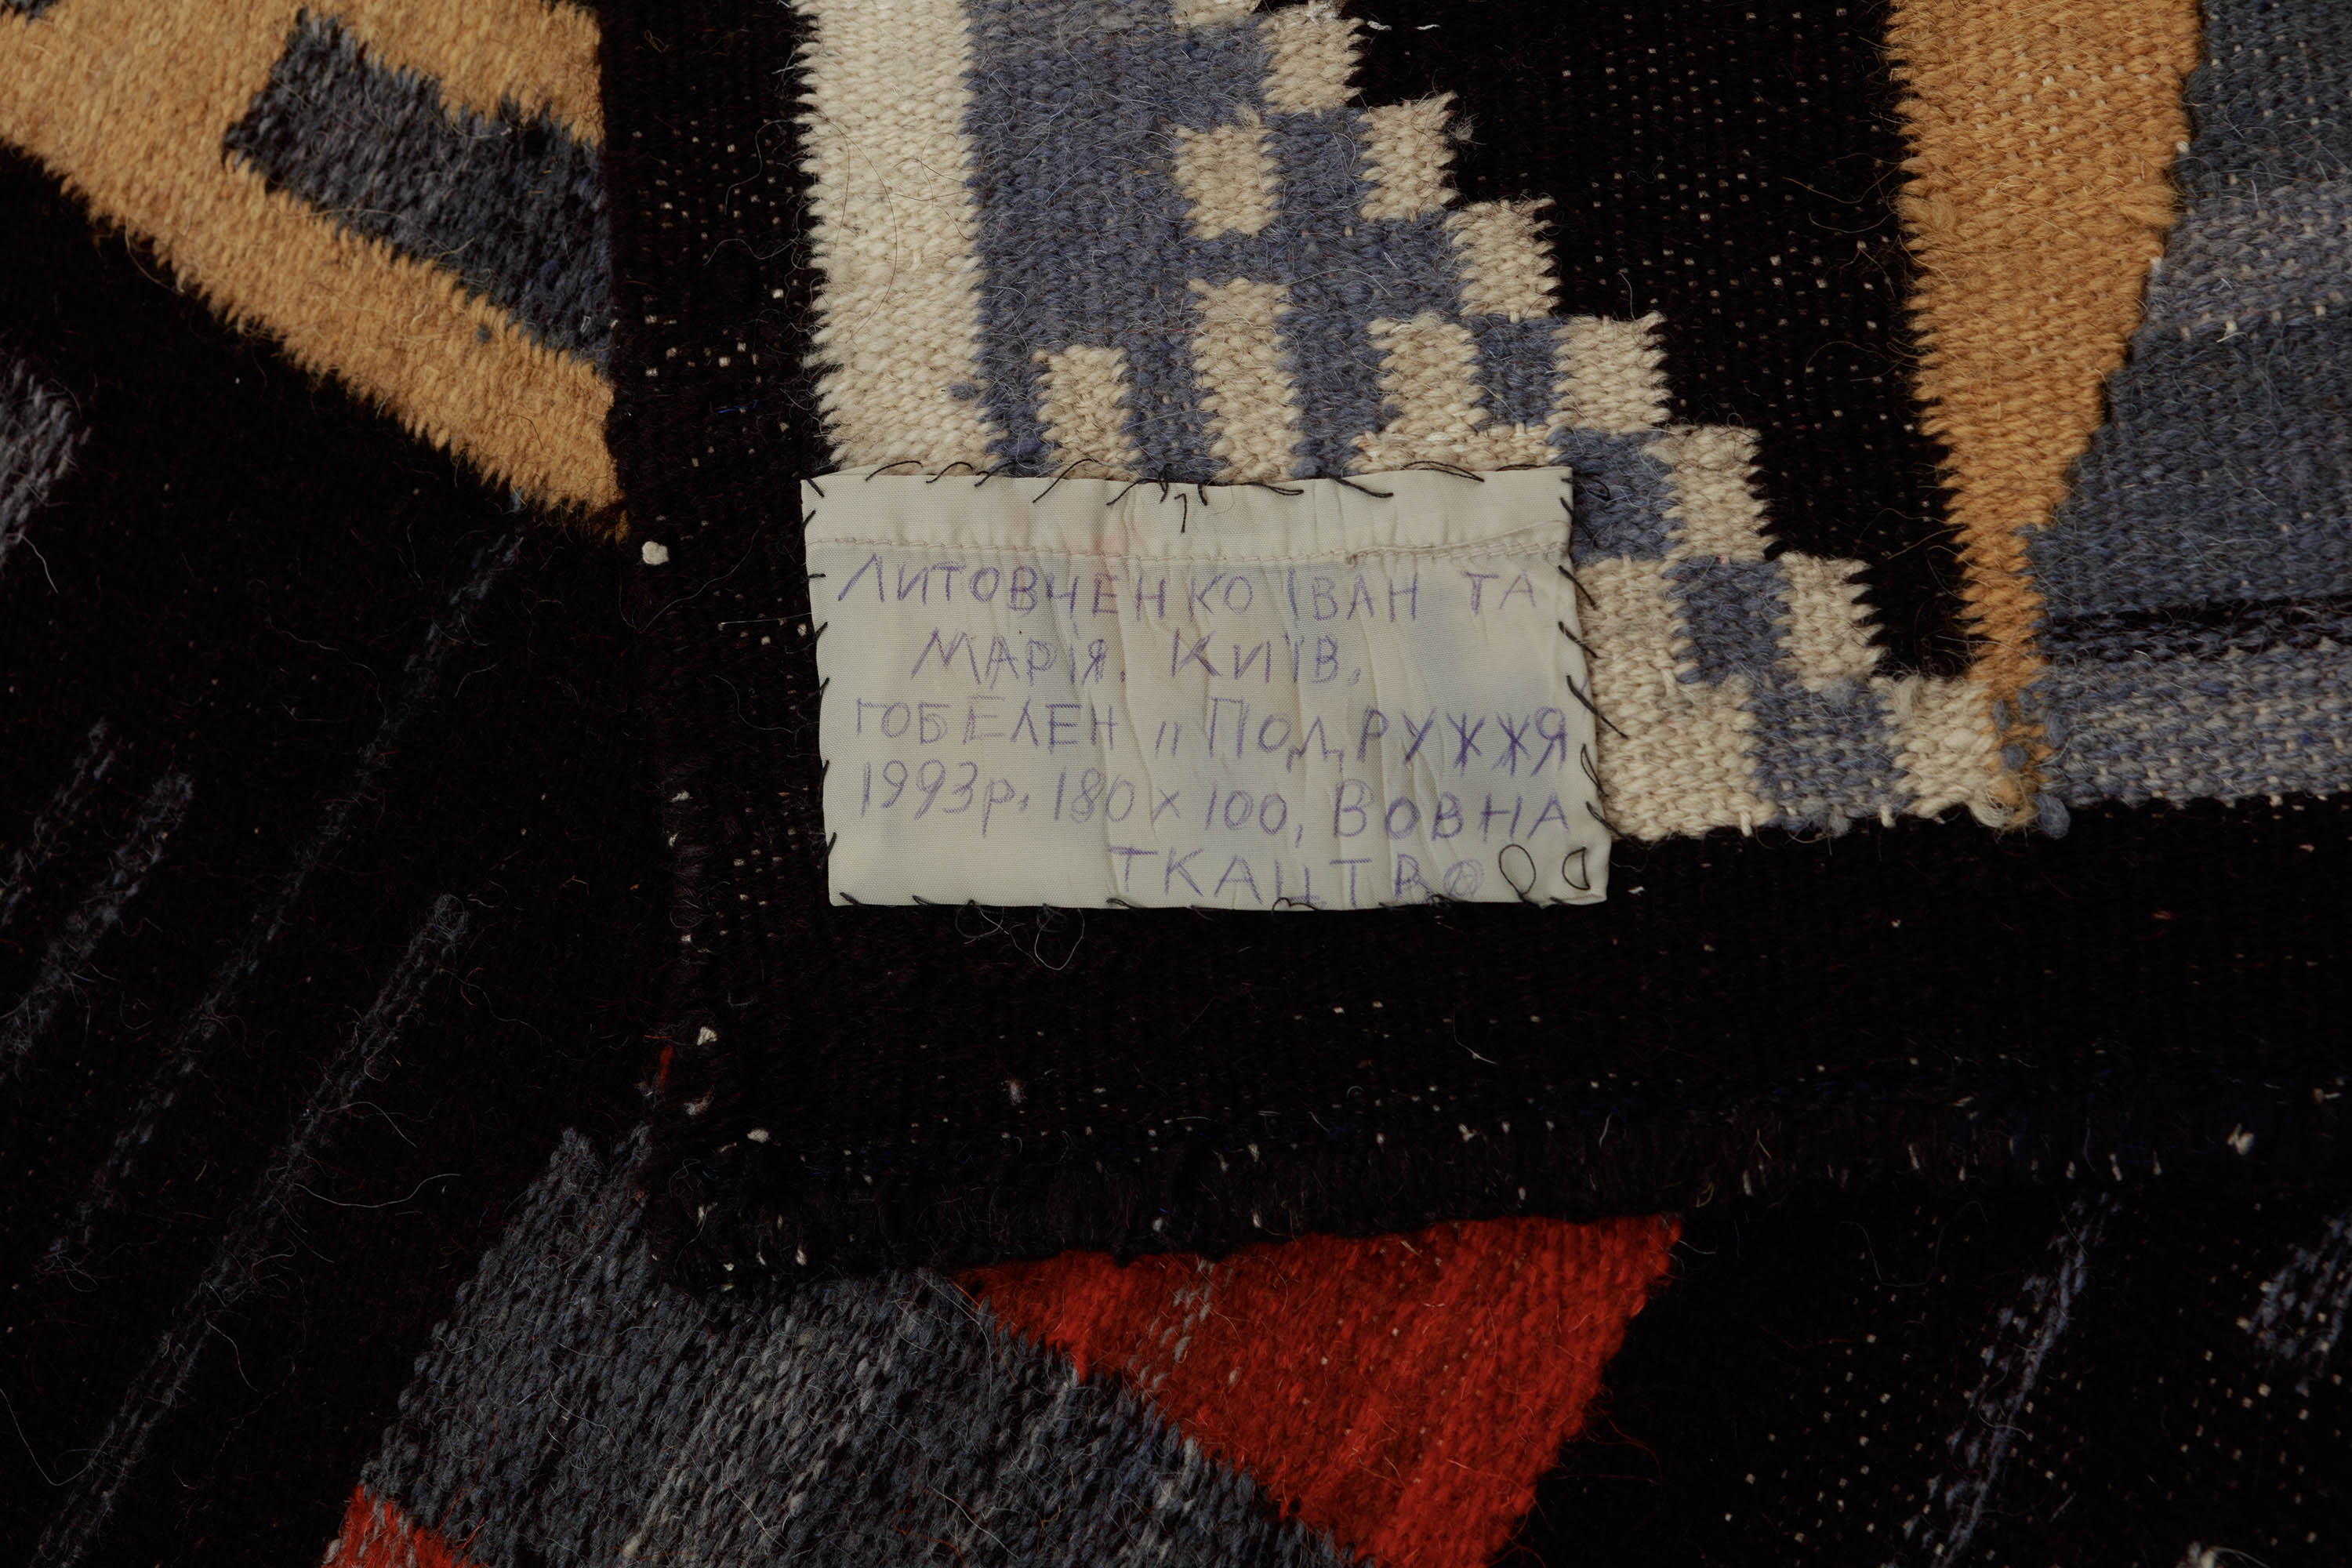 Литовченко Іван та
Марія. Київ.
гобелен „Подружжя
1993р. 180 х 100, Вовна
ткацтво